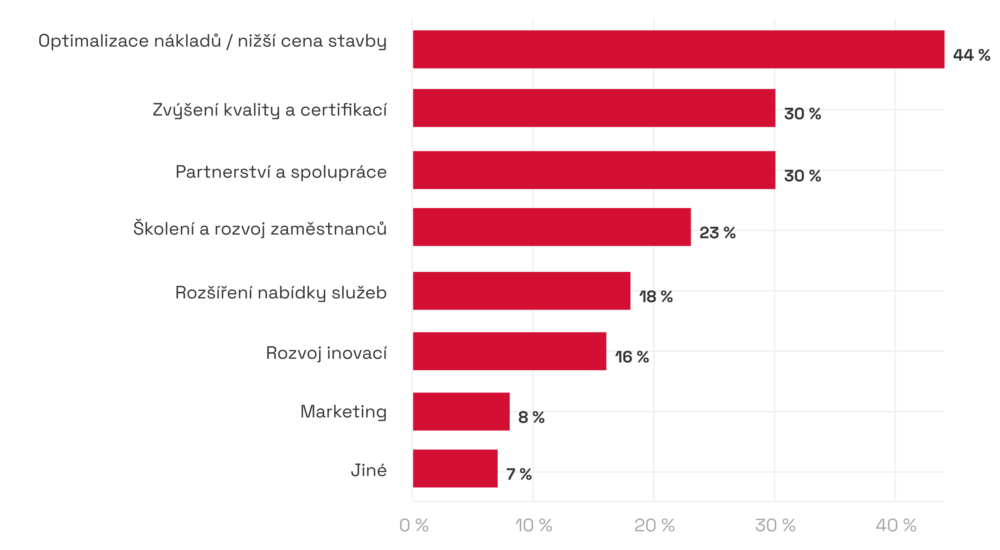 Optimalizace nákladů / nižší cena stavby
44 %
Zvýšení kvality a certifikací
30 %
Partnerství a spolupráce
30 %
Školení a rozvoj zaměstnanců
23 %
Rozšíření nabídky služeb
18 %
Rozvoj inovací
16 %
Marketing
8 %
Jiné
7 %
0 % 10 % 20 % 30 % 40 %